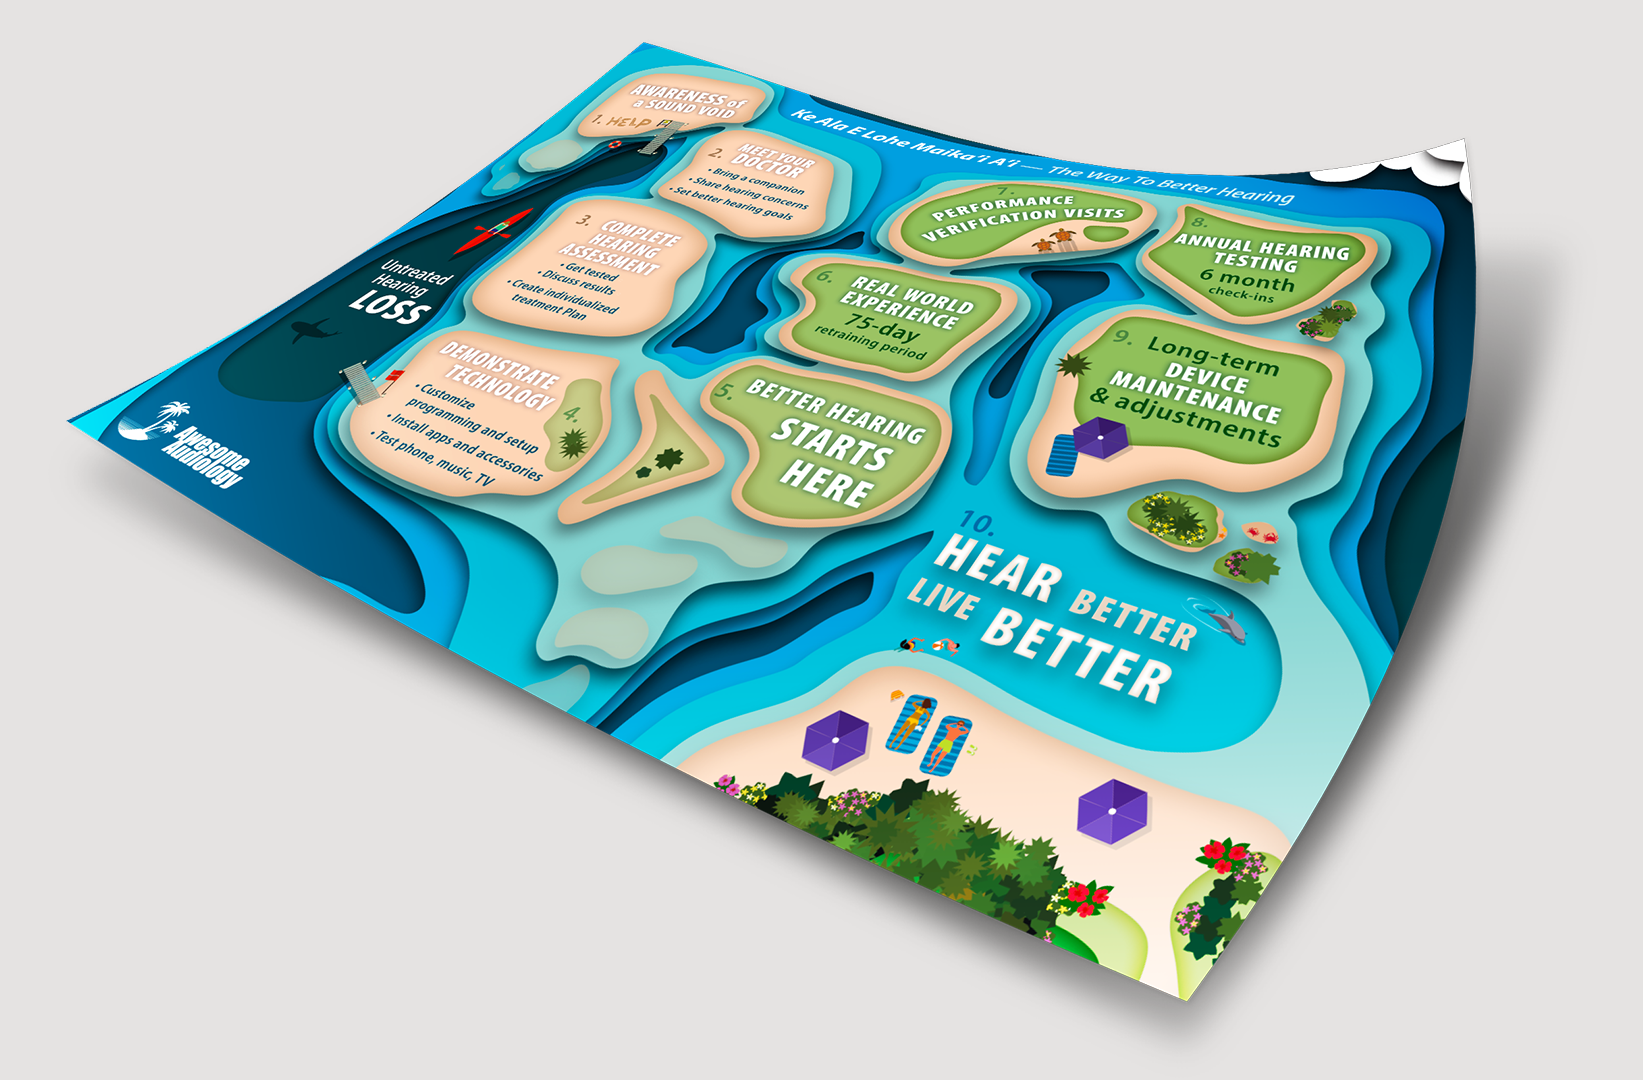 Ke Ala E Lohe Maika'i A'i — The Way To Better Hearing
AWARENESS of
a SOUND VOID
1. HELP
2. MEET YOUR
DOCTOR
• Bring a companion
• Share hearing concerns
• Set better hearing goals
3. COMPLETE
HEARING
ASSESSMENT
• Get tested
• Discuss results
• Create individualized
treatment Plan
Untreated
Hearing
LOSS
DEMONSTRATE
TECHNOLOGY
4.
• Customize
programming and setup
• Install apps and accessories
• Test phone, music, TV
5. BETTER HEARING
STARTS
HERE
6. REAL WORLD
EXPERIENCE
75-day
retraining period
7.
PERFORMANCE
VERIFICATION VISITS
8.
ANNUAL HEARING
TESTING
6 month
check-ins
9. Long-term
DEVICE
MAINTENANCE
& adjustments
10.
HEAR BETTER
LIVE BETTER
Awesome
Audiology